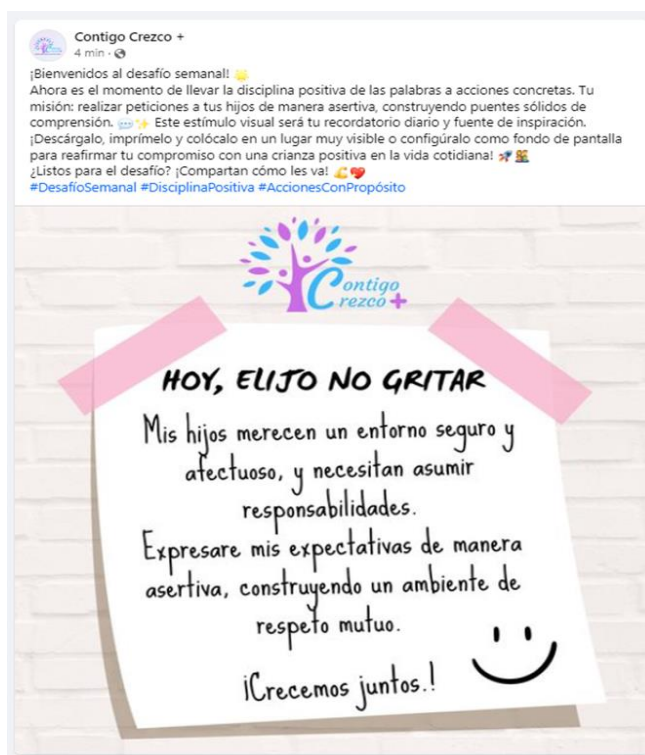 Contigo Crezco +
4 min ·
¡Bienvenidos al desafío semanal! 🌟
Ahora es el momento de llevar la disciplina positiva de las palabras a acciones concretas. Tu
misión: realizar peticiones a tus hijos de manera asertiva, construyendo puentes sólidos de
comprensión. 💬✨ Este estímulo visual será tu recordatorio diario y fuente de inspiración.
¡Descárgalo, imprímelo y colócalo en un lugar muy visible o configúralo como fondo de pantalla
para reafirmar tu compromiso con una crianza positiva en la vida cotidiana! 🚀👫
¿Listos para el desafío? ¡Compartan cómo les va! 💪💖
#DesafíoSemanal #DisciplinaPositiva #AccionesConPropósito
Contigo
Crezco +
HOY, ELIJO NO GRITAR
Mis hijos merecen un entorno seguro y
afectuoso, y necesitan asumir
responsabilidades.
Expresare mis expectativas de manera
asertiva, construyendo un ambiente de
respeto mutuo.
¡Crecemos juntos.!